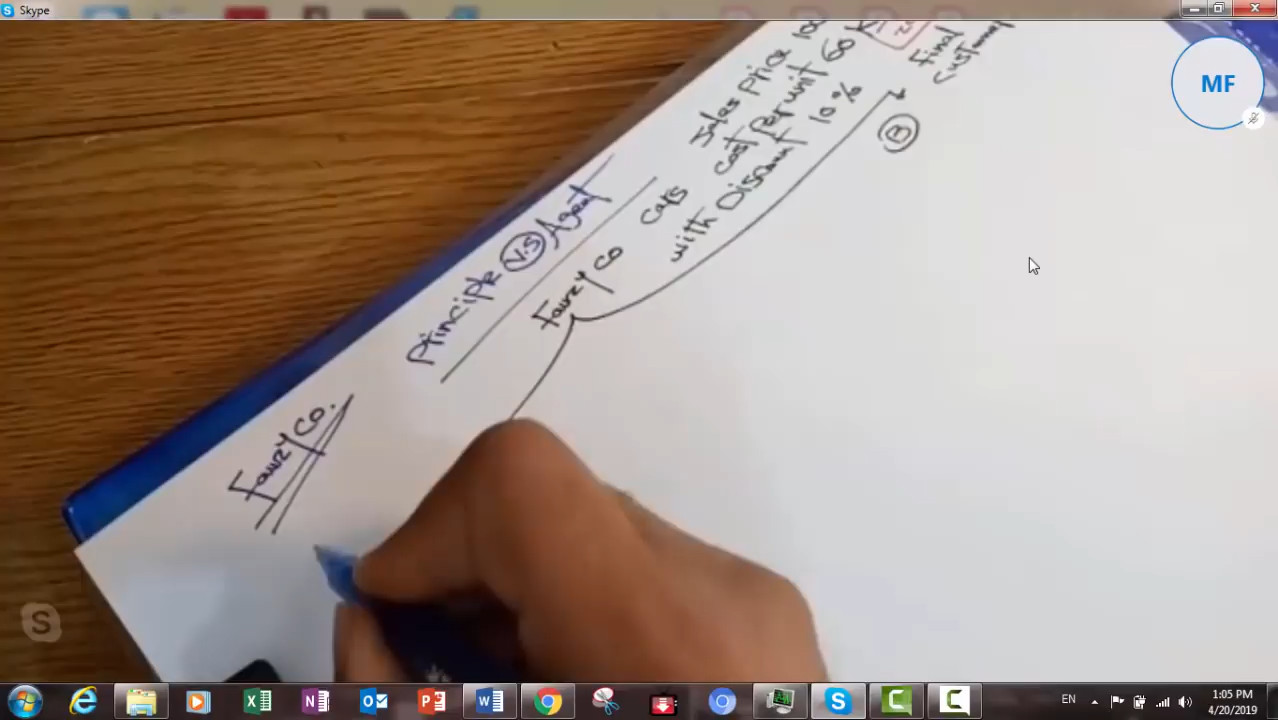 Skype
MF
Principle V.S Agent
Fawzy Co
Cars
Sales price 100
Cost per unit 60 K
with Discount 10%
Final
Customer
B
Fawzy Co.
EN
1:05 PM
4/20/2019